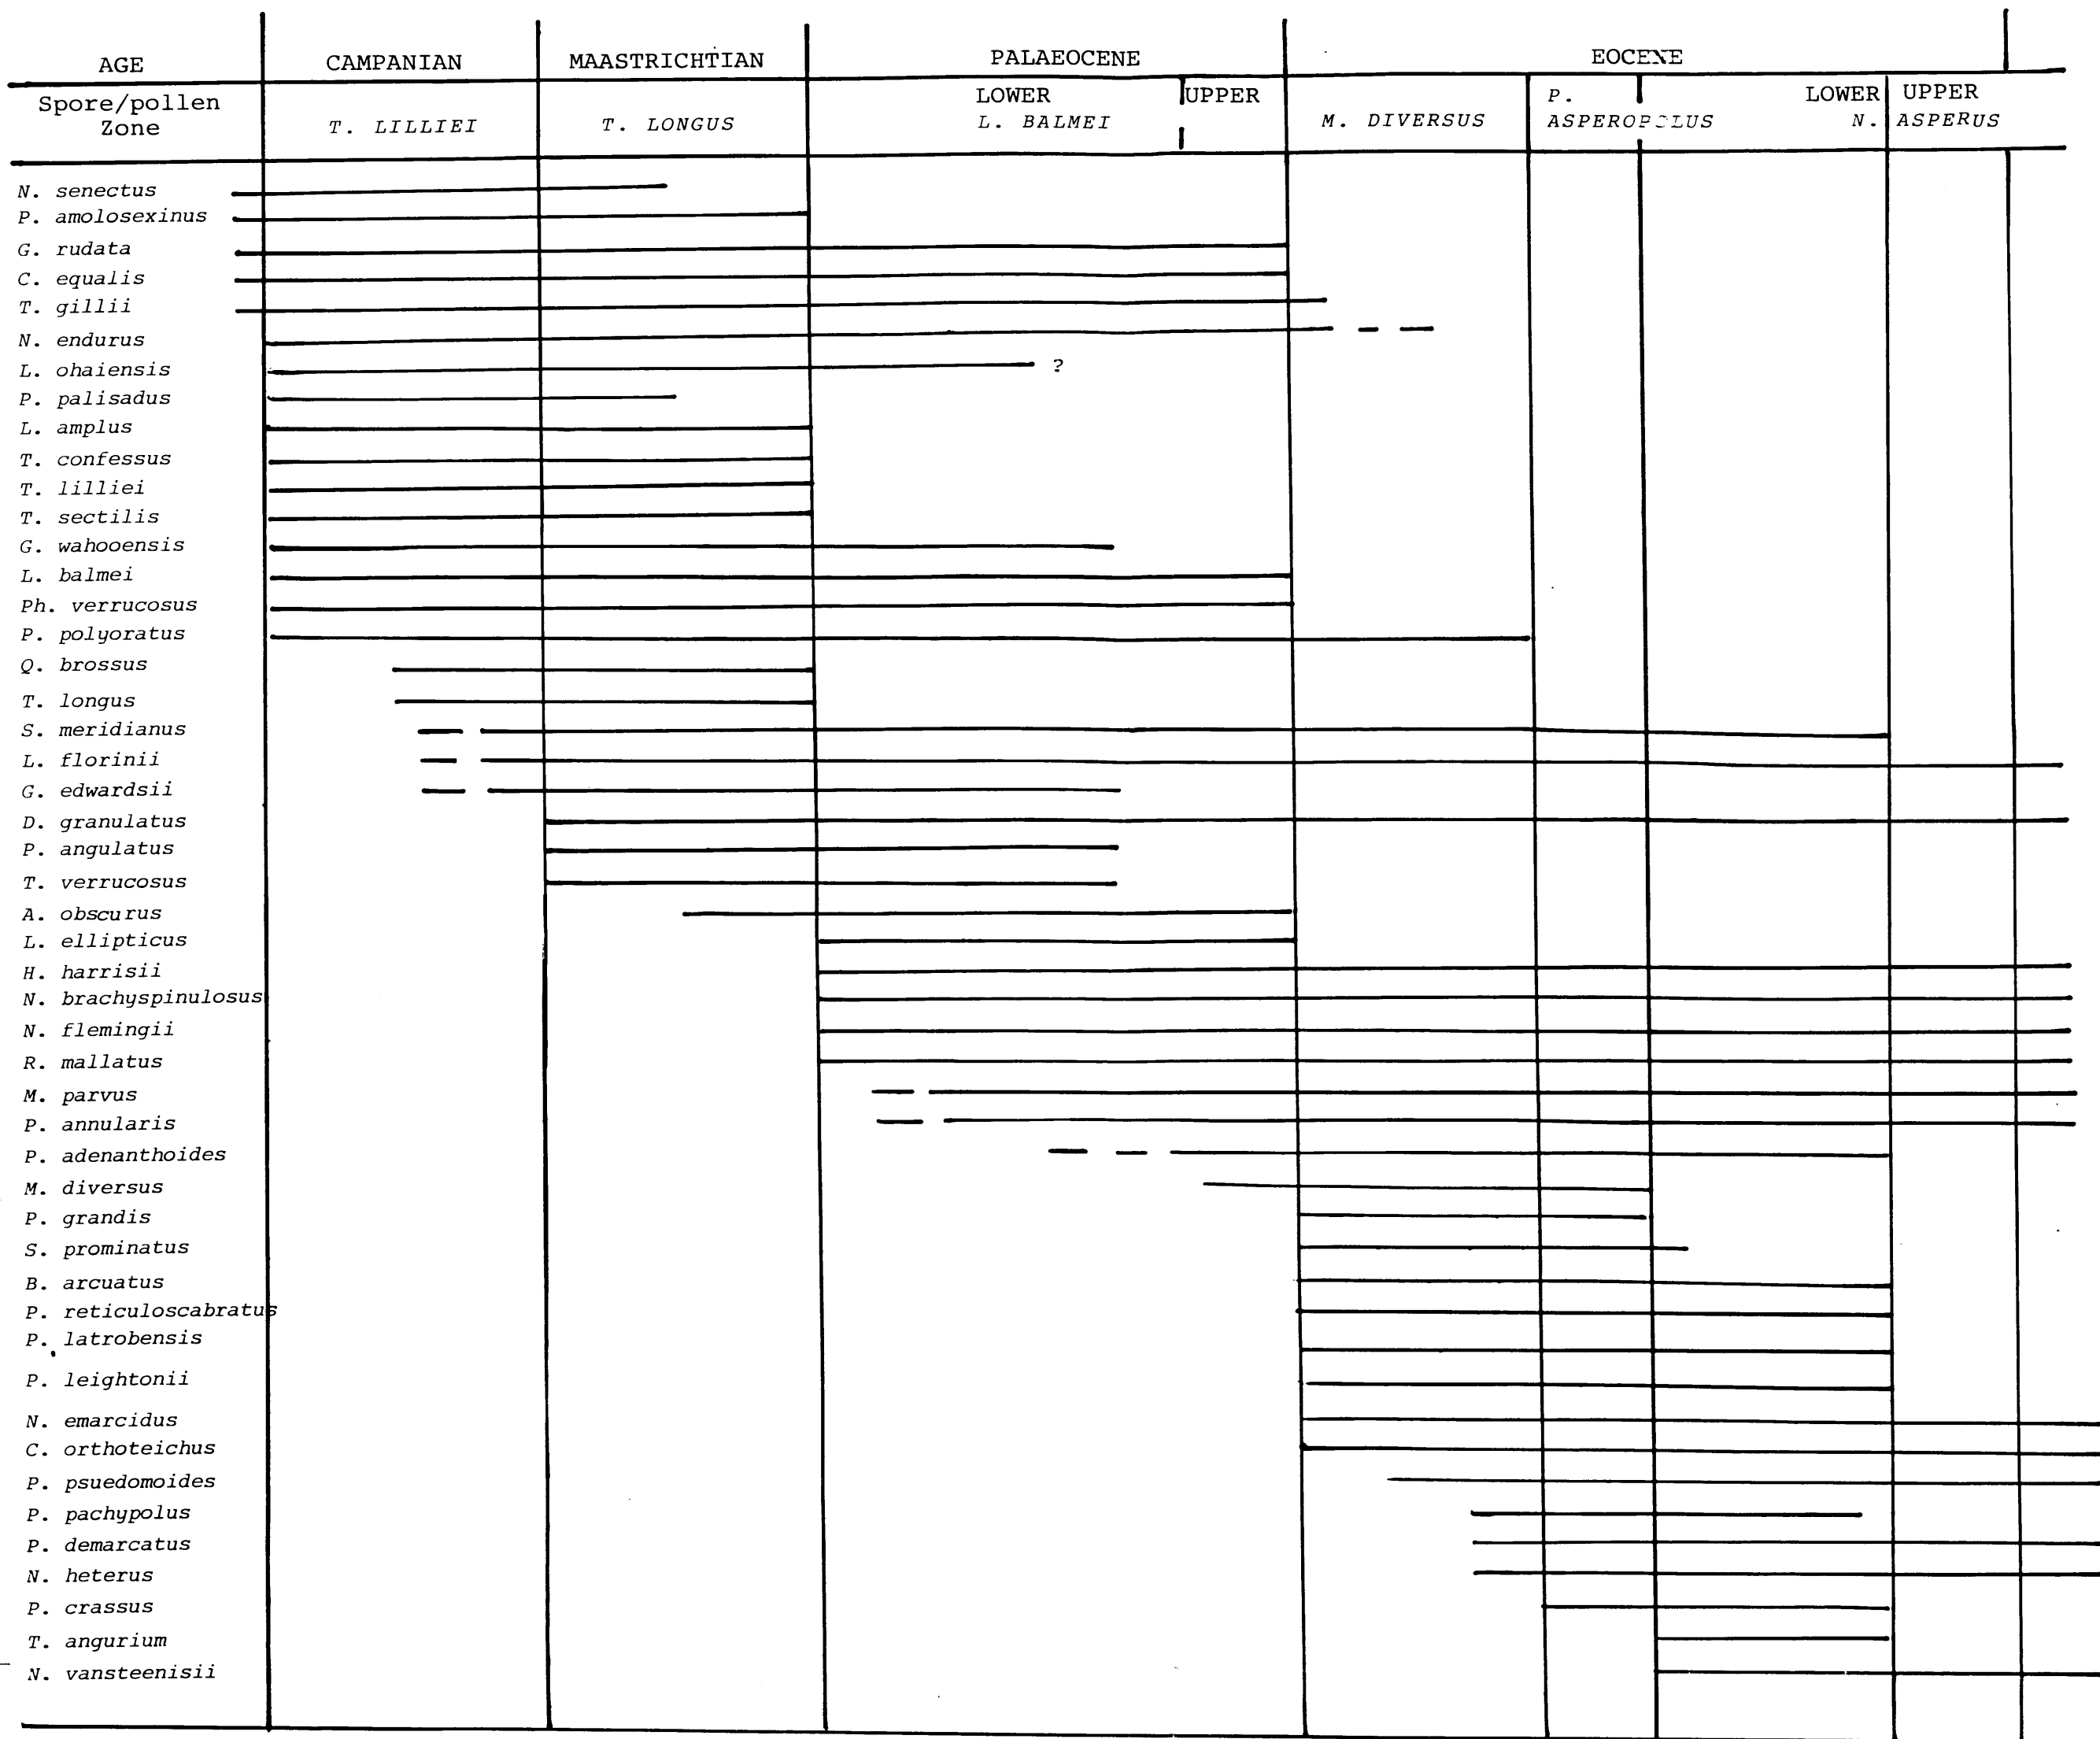 AGE CAMPANIAN MAASTRICHTIAN PALAEOCENE EOCENE
Spore/pollen Zone
LOWER UPPER P. LOWER UPPER
T. LILLIEI T. LONGUS L. BALMEI M. DIVERSUS ASPEROPOLUS N. ASPERUS
N. senectus
P. amolosexinus
G. rudata
C. equalis
T. gillii
N. endurus
L. ohaiensis ?
P. palisadus
L. amplus
T. confessus
T. lilliei
T. sectilis
G. wahooensis
L. balmei
Ph. verrucosus
P. polyoratus
Q. brossus
T. longus
S. meridianus
L. florinii
G. edwardsii
D. granulatus
P. angulatus
T. verrucosus
A. obscurus
L. ellipticus
H. harrisii
N. brachyspinulosus
N. flemingii
R. mallatus
M. parvus
P. annularis
P. adenanthoides
M. diversus
P. grandis
S. prominatus
B. arcuatus
P. reticuloscabratus
P. latrobensis
P. leightonii
N. emarcidus
C. orthoteichus
P. psuedomoides
P. pachypolus
P. demarcatus
N. heterus
P. crassus
T. angurium
N. vansteenisii